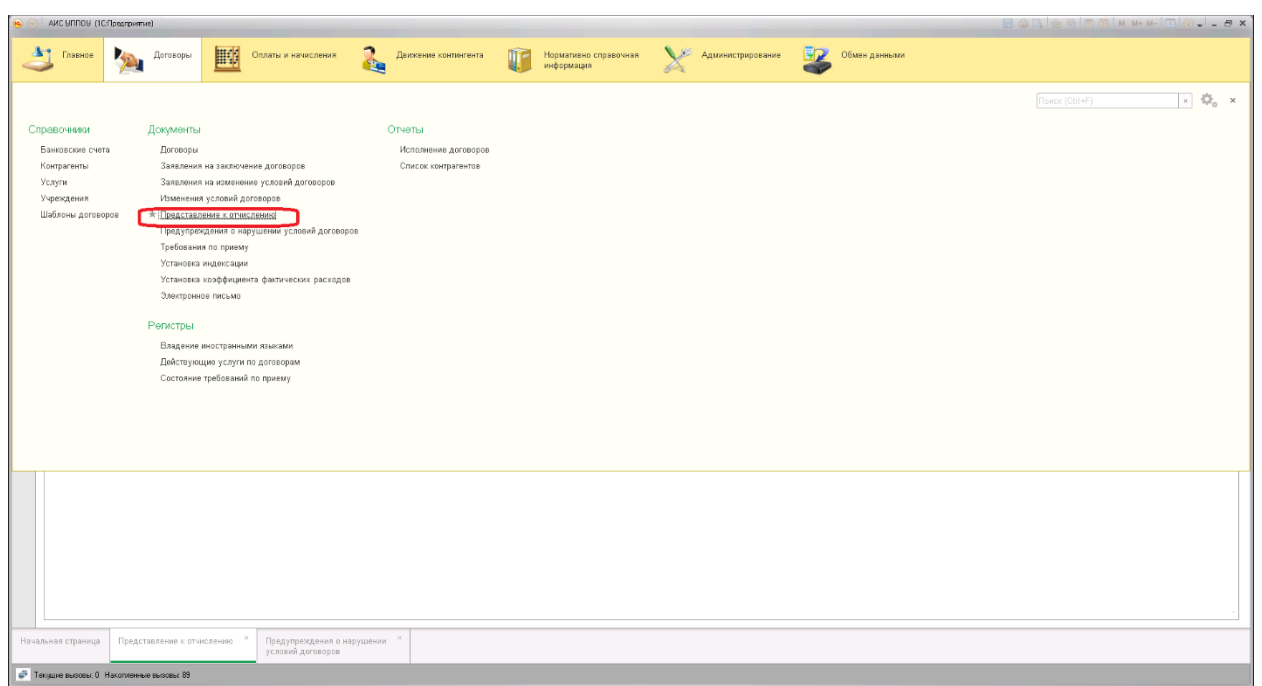 АИС УППОУ (1С:Предприятие)
M M+ M-
Главное
Договоры
Оплаты и начисления
Движение контингента
Нормативно справочная
информация
Администрирование
Обмен данными
Поиск (Ctrl+F)
Справочники
Банковские счета
Контрагенты
Услуги
Учреждения
Шаблоны договоров
Документы
Договоры
Заявления на заключение договоров
Заявления на изменение условий договоров
Изменения условий договоров
Представление к отчислению
Предупреждения о нарушении условий договоров
Требования по приему
Установка индексации
Установка коэффициента фактических расходов
Электронное письмо
Регистры
Владение иностранными языками
Действующие услуги по договорам
Состояние требований по приему
Отчеты
Исполнение договоров
Список контрагентов
Начальная страница
Представление к отчислению
Предупреждения о нарушении
условий договоров
Текущие вызовы: 0 Накопленные вызовы: 89